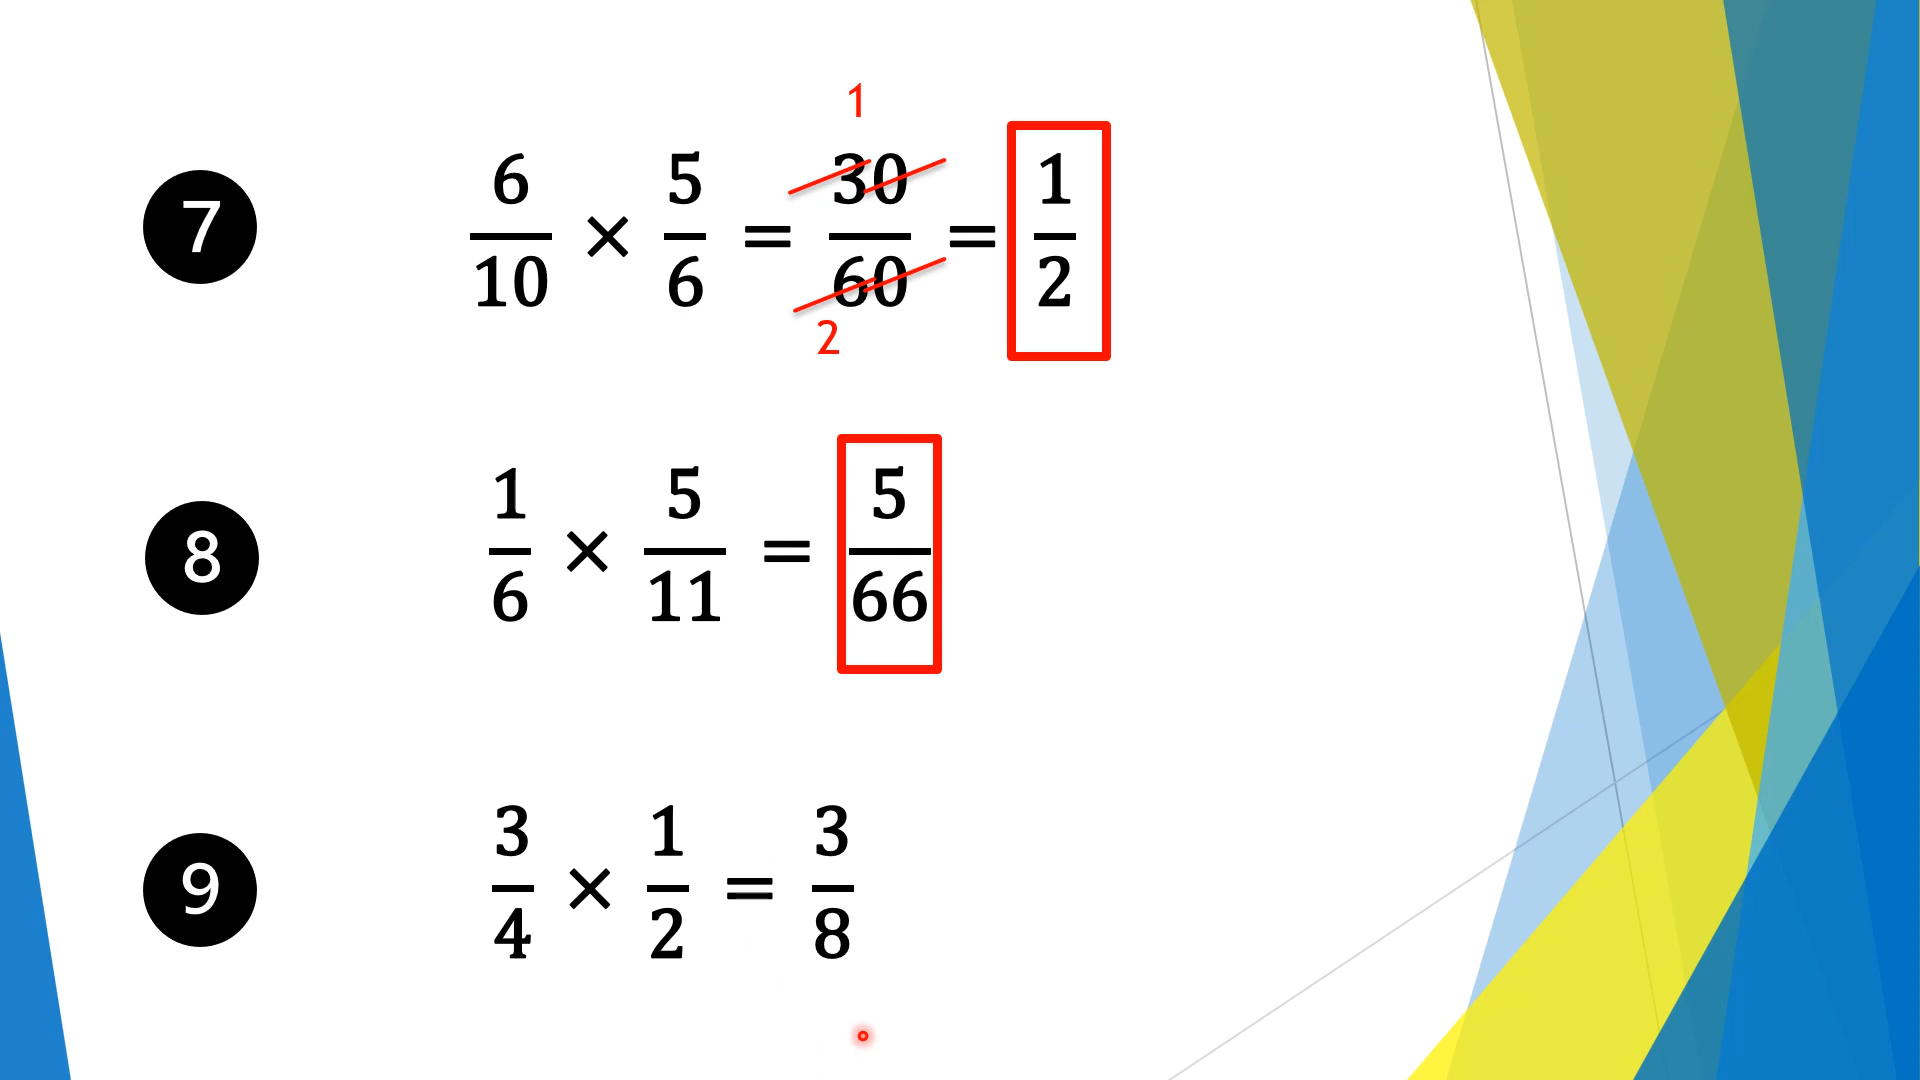 1
7 6/10 × 5/6 = 30/60 = 1/2
2
8 1/6 × 5/11 = 5/66
9 3/4 × 1/2 = 3/8